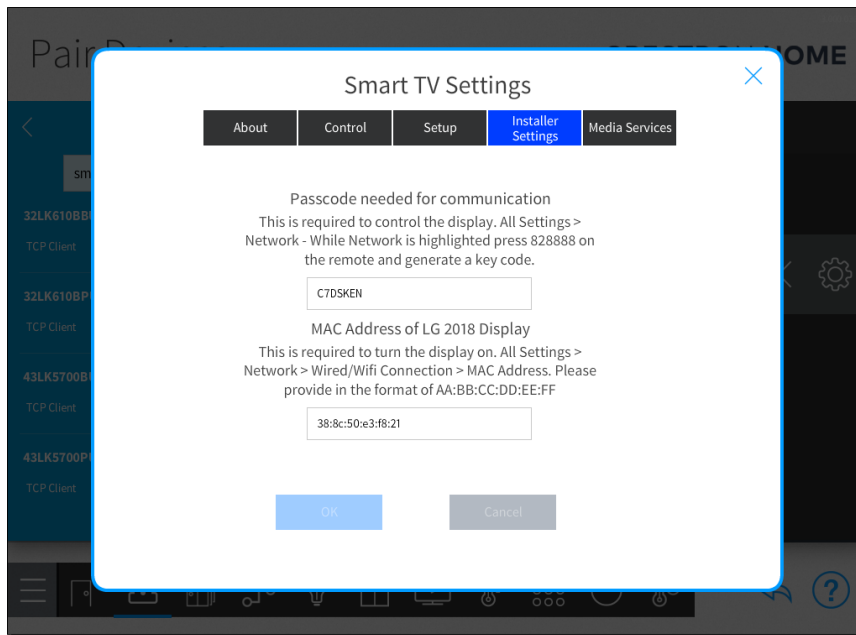 Pair
OME
Smart TV Settings
About
Control
Setup
Installer
Settings
Media Services
sm
32LK610BB
TCP Client
32LK610BP
TCP Client
43LK5700B
TCP Client
43LK5700P
TCP Client
Passcode needed for communication
This is required to control the display. All Settings >
Network - While Network is highlighted press 828888 on
the remote and generate a key code.
C7DSKEN
MAC Address of LG 2018 Display
This is required to turn the display on. All Settings >
Network > Wired/Wifi Connection > MAC Address. Please
provide in the format of AA:BB:CC:DD:EE:FF
38:8c:50:e3:f8:21
OK
Cancel
?